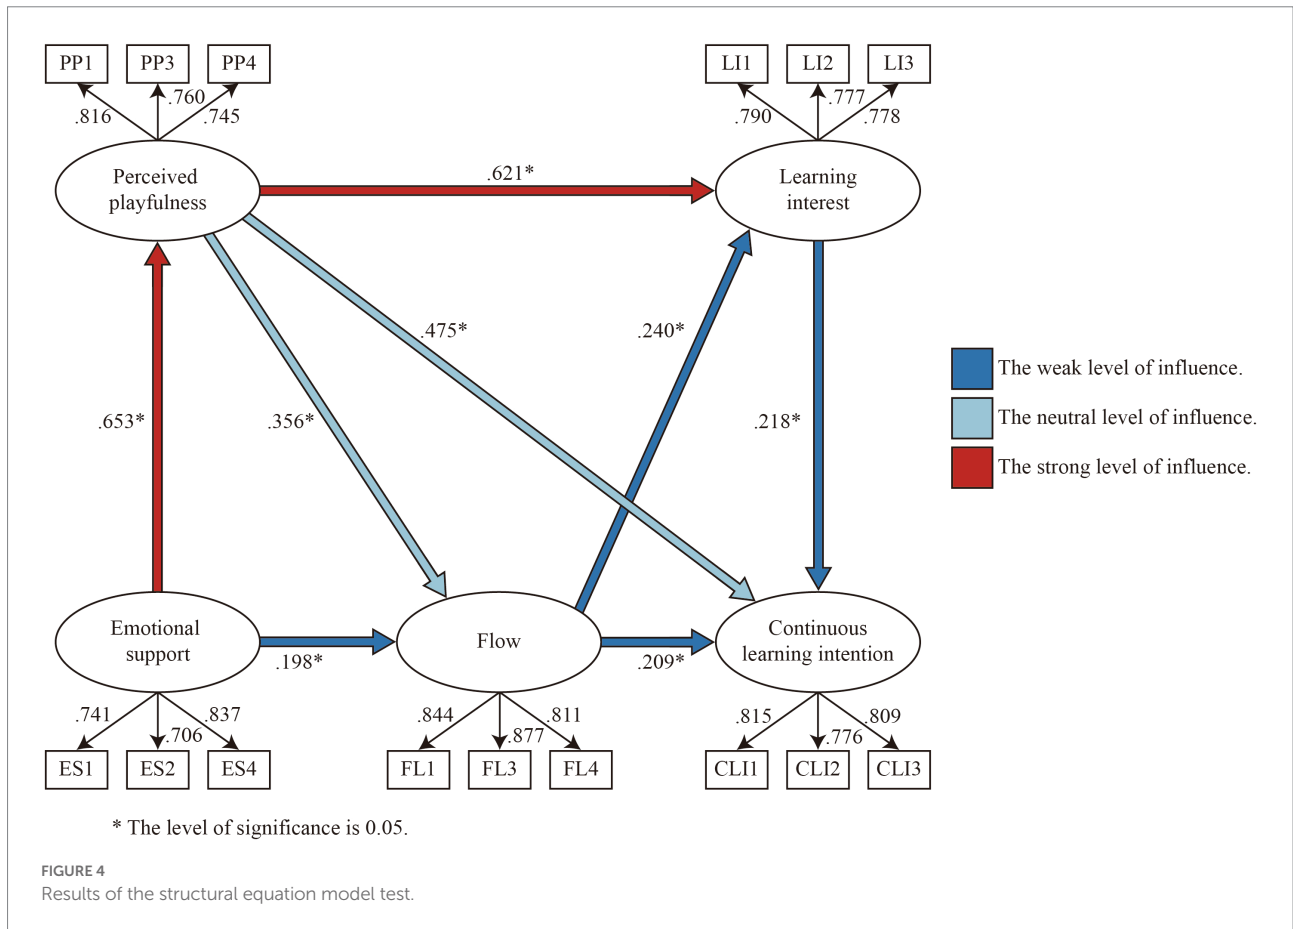 PP1 PP3 PP4
.816 .760 .745
LI1 LI2 LI3
.790 .777 .778
Perceived
playfulness
.621*
Learning
interest
.475*
.240*
.653*
.356*
.218*
The weak level of influence.
The neutral level of influence.
The strong level of influence.
Emotional
support
.198*
Flow
.209*
Continuous
learning intention
.741 .706 .837
.844 .877 .811
.815 .776 .809
ES1 ES2 ES4
FL1 FL3 FL4
CLI1 CLI2 CLI3
* The level of significance is 0.05.
FIGURE 4
Results of the structural equation model test.